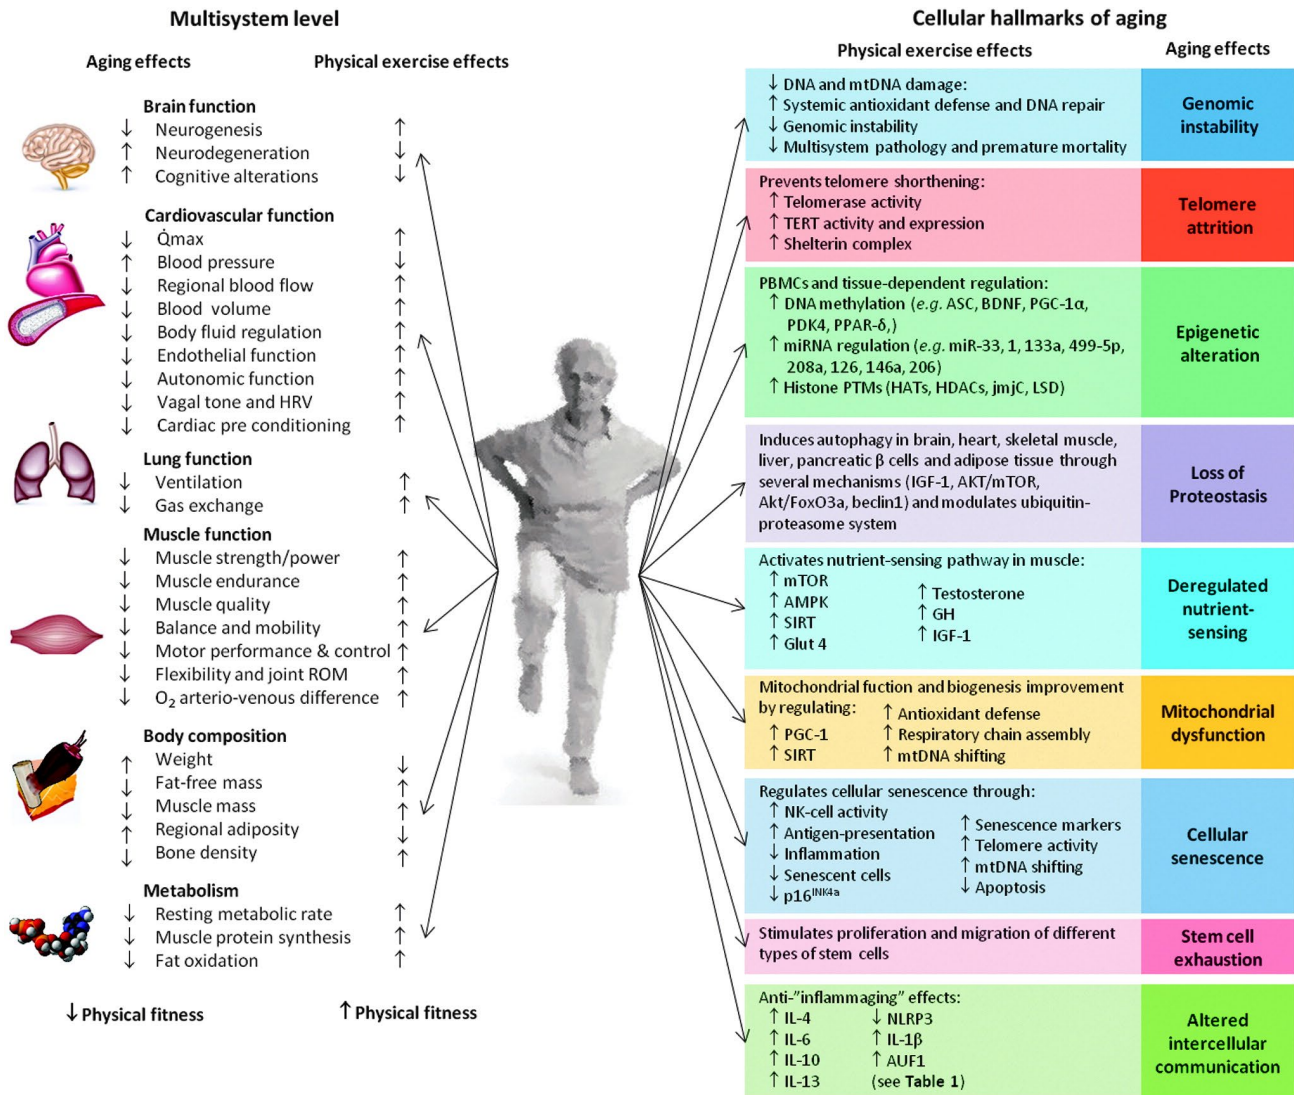 Multisystem level
Aging effects
Physical exercise effects
Brain function
↓ Neurogenesis ↑
↑ Neurodegeneration ↓
↑ Cognitive alterations ↓
Cardiovascular function
↓ Q̇max ↑
↑ Blood pressure ↓
↓ Regional blood flow ↑
↓ Blood volume ↑
↓ Body fluid regulation ↑
↓ Endothelial function ↑
↓ Autonomic function ↑
↓ Vagal tone and HRV ↑
↓ Cardiac pre conditioning ↑
Lung function
↓ Ventilation ↑
↓ Gas exchange ↑
Muscle function
↓ Muscle strength/power ↑
↓ Muscle endurance ↑
↓ Muscle quality ↑
↓ Balance and mobility ↑
↓ Motor performance & control ↑
↓ Flexibility and joint ROM ↑
↓ O₂ arterio-venous difference ↑
Body composition
↑ Weight ↓
↓ Fat-free mass ↑
↓ Muscle mass ↑
↑ Regional adiposity ↓
↓ Bone density ↑
Metabolism
↓ Resting metabolic rate ↑
↓ Muscle protein synthesis ↑
↓ Fat oxidation ↑
↓ Physical fitness
↑ Physical fitness
Cellular hallmarks of aging
Physical exercise effects
Aging effects
↓ DNA and mtDNA damage:
↑ Systemic antioxidant defense and DNA repair
↓ Genomic instability
↓ Multisystem pathology and premature mortality
Genomic
instability
Prevents telomere shortening:
↑ Telomerase activity
↑ TERT activity and expression
↑ Shelterin complex
Telomere
attrition
PBMCs and tissue-dependent regulation:
↑ DNA methylation (e.g. ASC, BDNF, PGC-1α,
PDK4, PPAR-δ,)
↑ miRNA regulation (e.g. miR-33, 1, 133a, 499-5p,
208a, 126, 146a, 206)
↑ Histone PTMs (HATs, HDACs, jmjC, LSD)
Epigenetic
alteration
Induces autophagy in brain, heart, skeletal muscle,
liver, pancreatic β cells and adipose tissue through
several mechanisms (IGF-1, AKT/mTOR,
Akt/FoxO3a, beclin1) and modulates ubiquitin-
proteasome system
Loss of
Proteostasis
Activates nutrient-sensing pathway in muscle:
↑ mTOR
↑ AMPK
↑ SIRT
↑ Glut 4
↑ Testosterone
↑ GH
↑ IGF-1
Deregulated
nutrient-
sensing
Mitochondrial fuction and biogenesis improvement
by regulating:
↑ PGC-1
↑ SIRT
↑ Antioxidant defense
↑ Respiratory chain assembly
↑ mtDNA shifting
Mitochondrial
dysfunction
Regulates cellular senescence through:
↑ NK-cell activity
↑ Antigen-presentation
↓ Inflammation
↓ Senescent cells
↓ p16INK4a
↑ Senescence markers
↑ Telomere activity
↑ mtDNA shifting
↓ Apoptosis
Cellular
senescence
Stimulates proliferation and migration of different
types of stem cells
Stem cell
exhaustion
Anti-”inflammaging” effects:
↑ IL-4
↑ IL-6
↑ IL-10
↑ IL-13
↓ NLRP3
↑ IL-1β
↑ AUF1
(see Table 1)
Altered
intercellular
communication